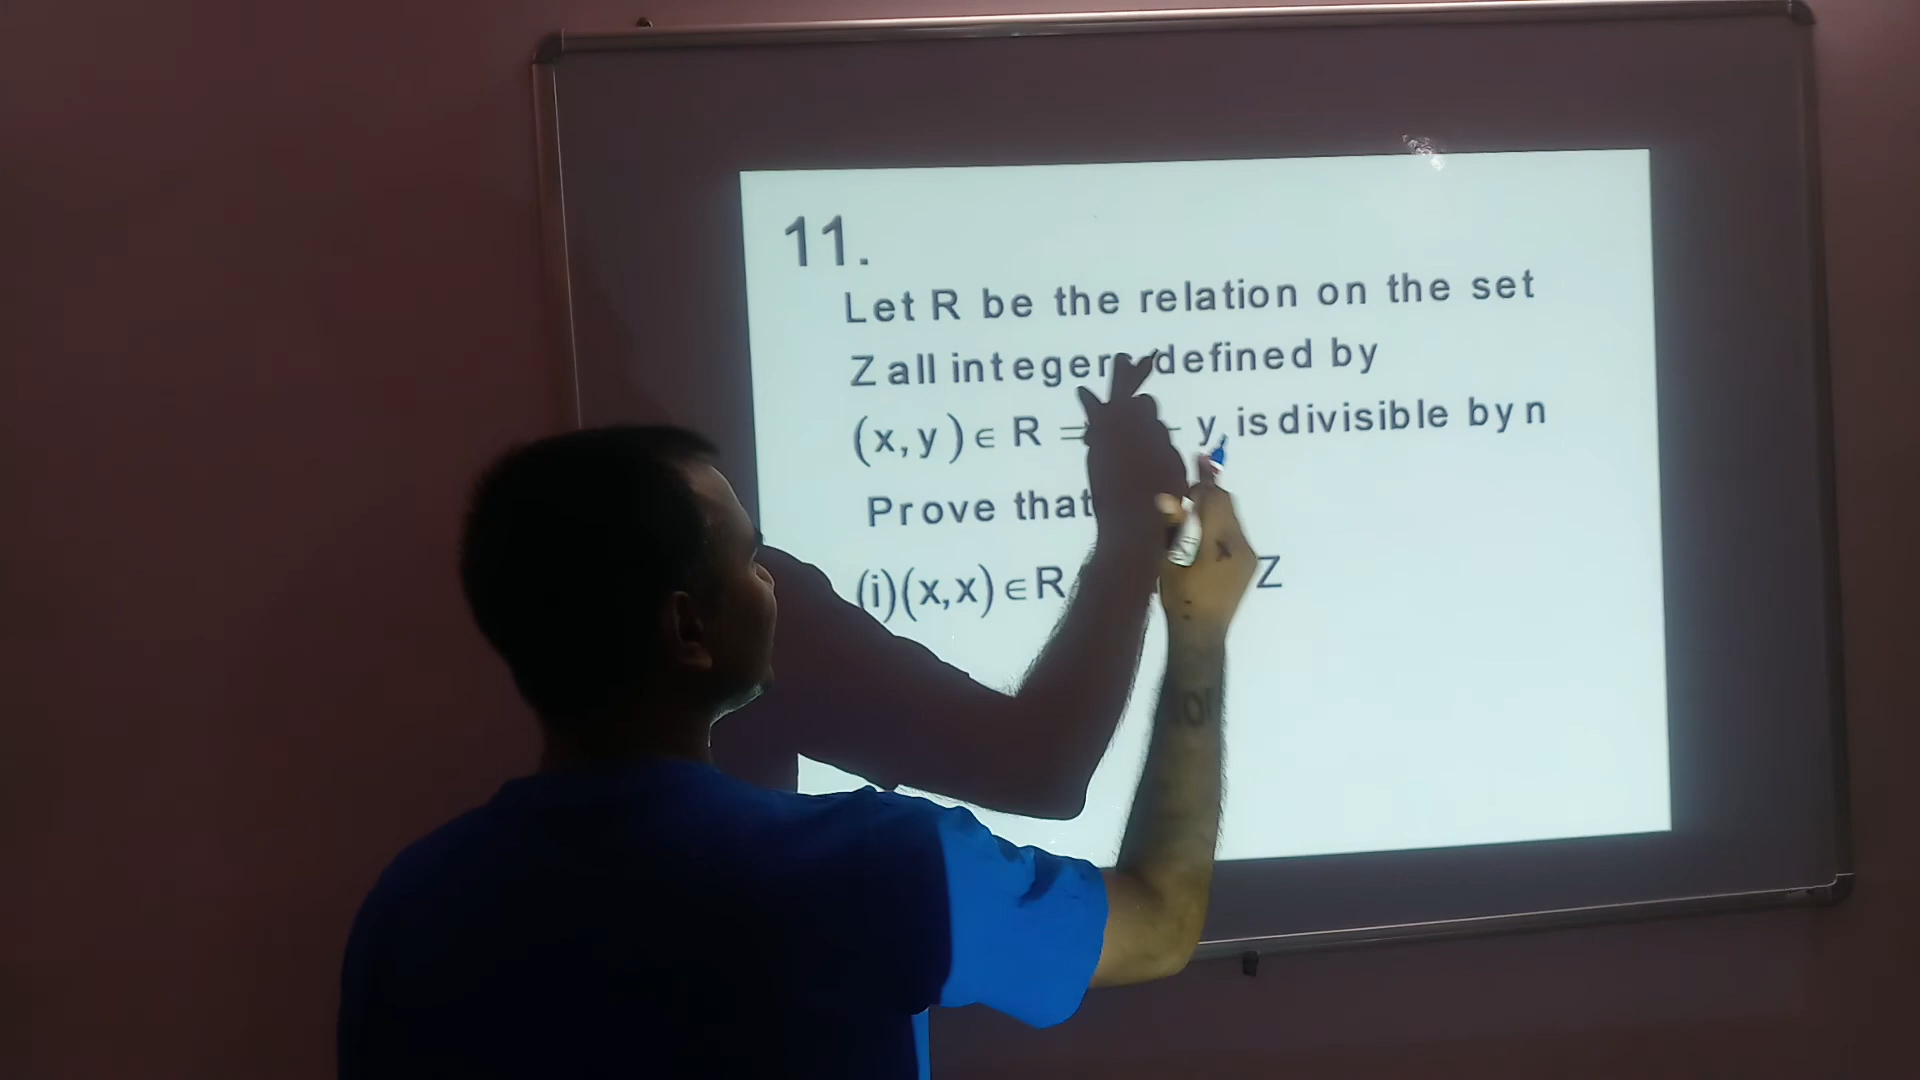 11.
Let R be the relation on the set
Z all integer defined by
(x,y)∈ R = - y, is divisible by n
Prove that
(i)(x,x)∈R Z